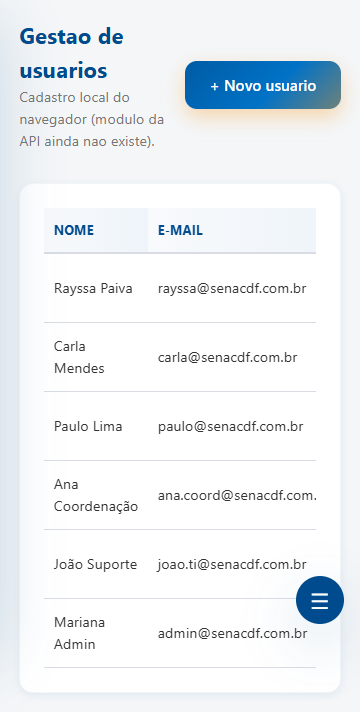 Gestao de
usuarios
Cadastro local do
navegador (modulo da
API ainda nao existe).
+ Novo usuario
NOME E-MAIL
Rayssa Paiva rayssa@senacdf.com.br
Carla
Mendes carla@senacdf.com.br
Paulo Lima paulo@senacdf.com.br
Ana
Coordenação ana.coord@senacdf.com.
João Suporte joao.ti@senacdf.com.br
Mariana
Admin admin@senacdf.com.br